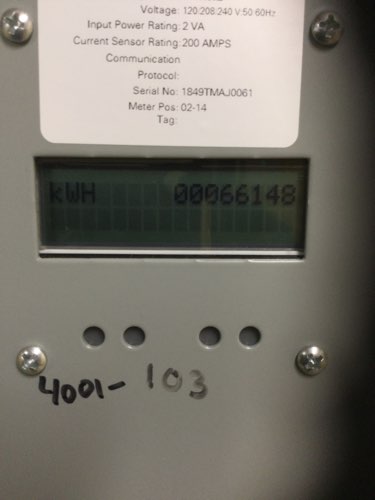 Voltage: 120:208:240 V:50:60Hz
Input Power Rating: 2 VA
Current Sensor Rating: 200 AMPS
Communication
Protocol:
Serial No: 1849TMAJ0061
Meter Pos: 02-14
Tag:
kWH 00066148
4001- 103